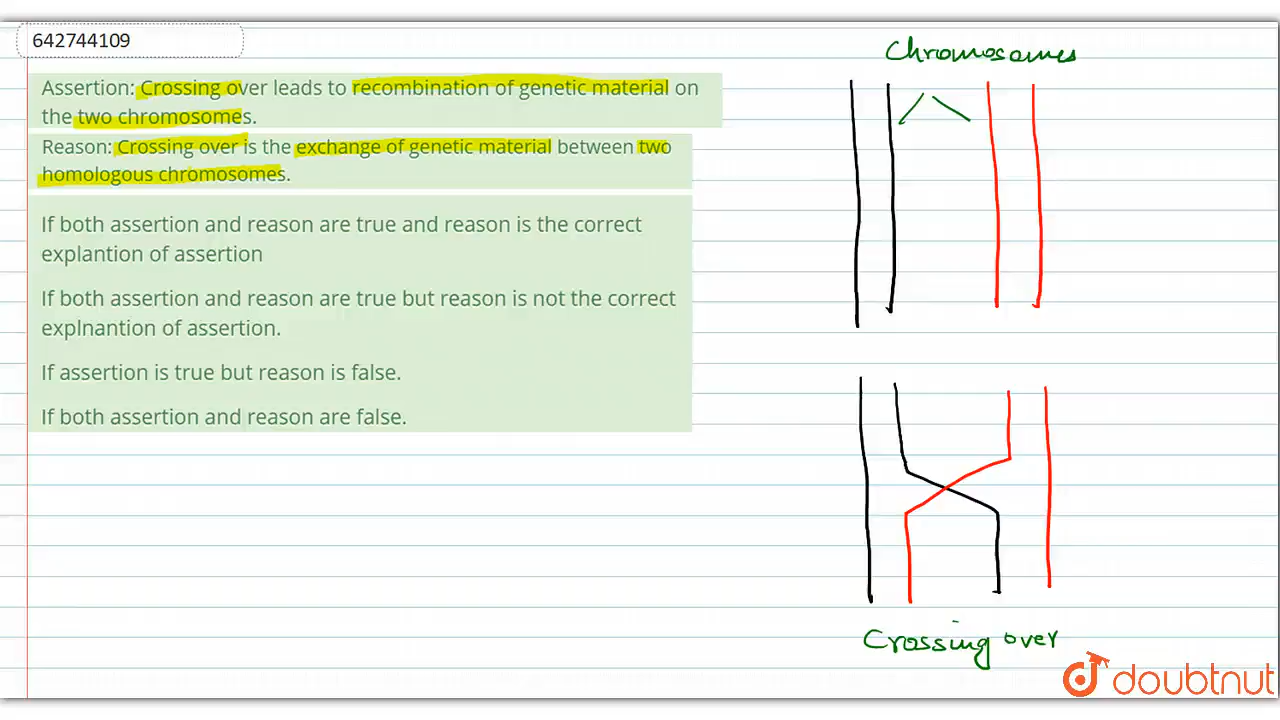 642744109
Assertion: Crossing over leads to recombination of genetic material on
the two chromosomes.
Reason: Crossing over is the exchange of genetic material between two
homologous chromosomes.
If both assertion and reason are true and reason is the correct
explantion of assertion
If both assertion and reason are true but reason is not the correct
explnantion of assertion.
If assertion is true but reason is false.
If both assertion and reason are false.
Chromosomes
Crossing over
doubtnut